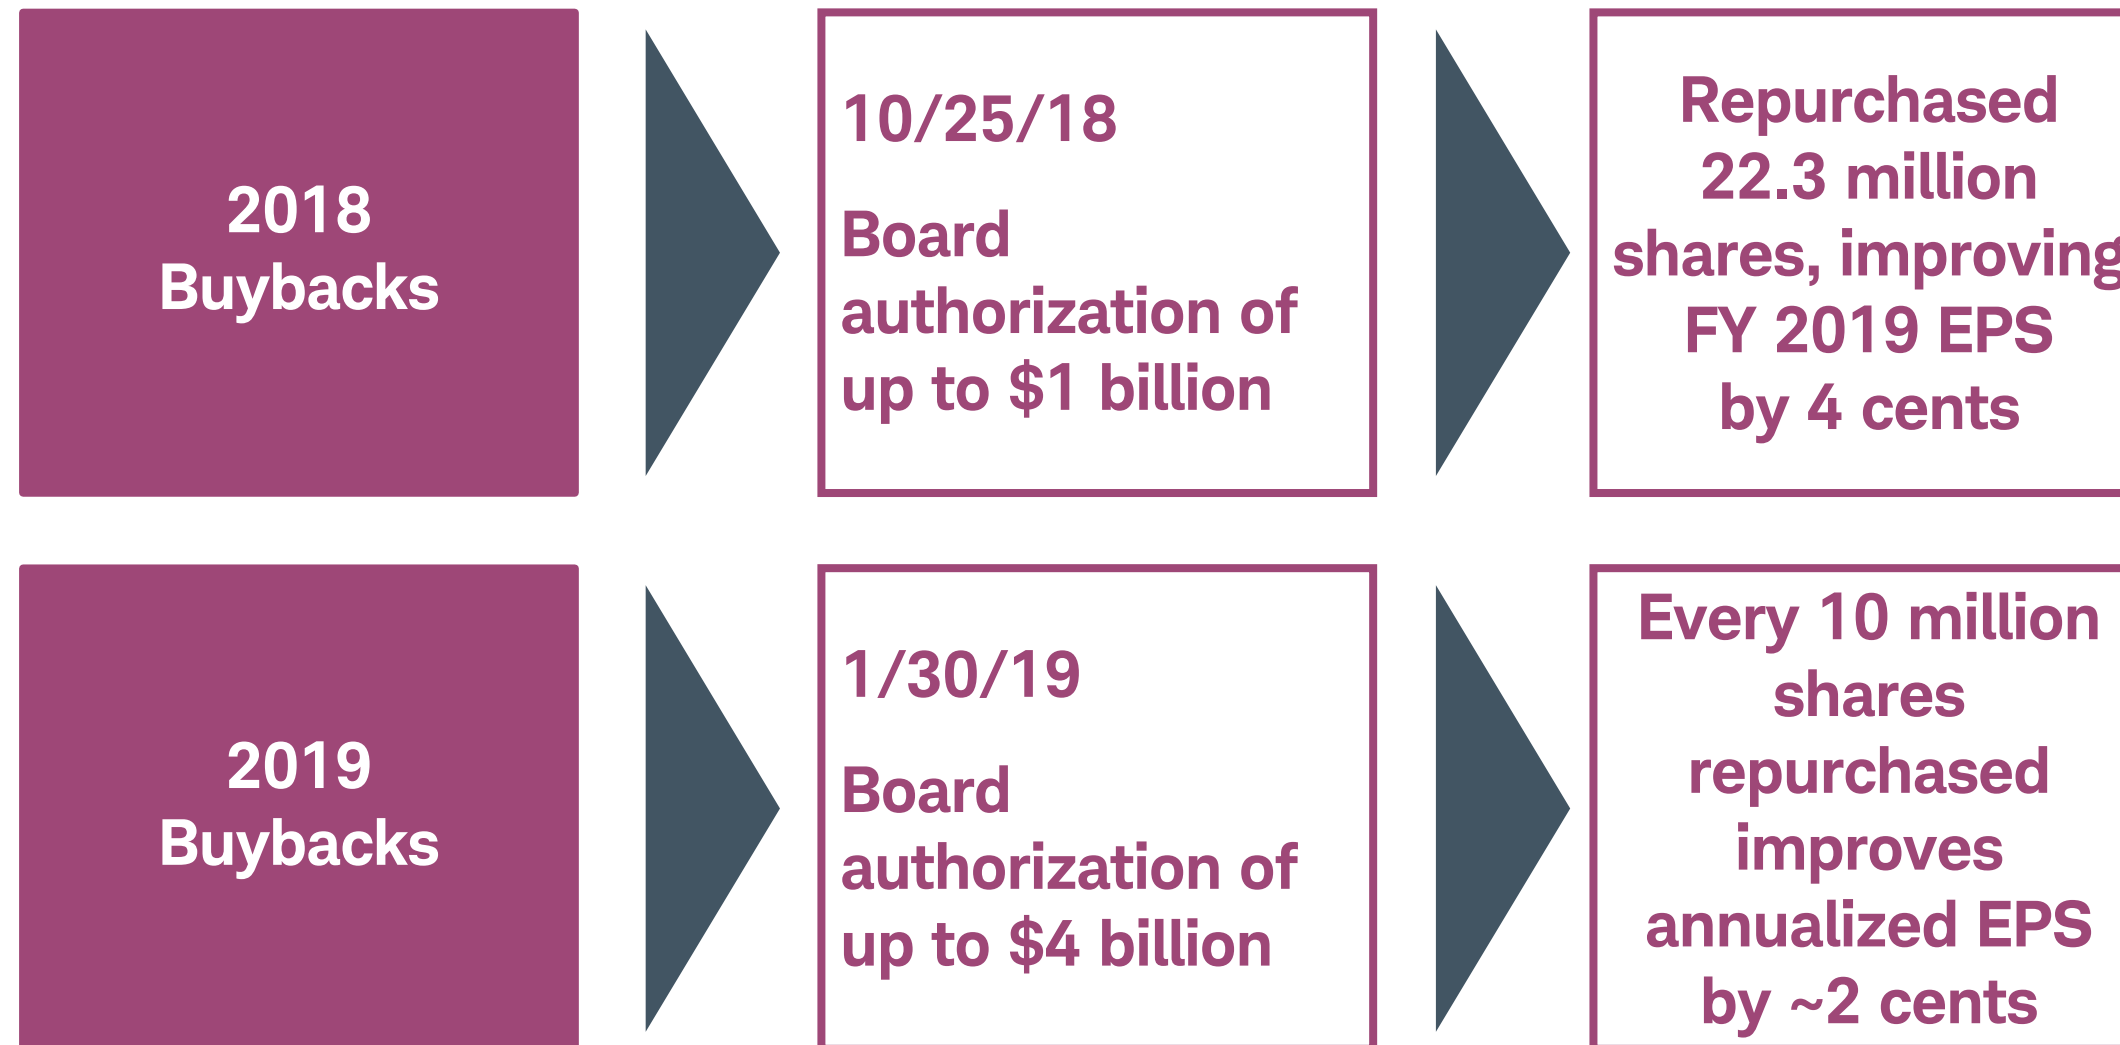 2018
Buybacks
10/25/18
Board
authorization of
up to $1 billion
Repurchased
22.3 million
shares, improving
FY 2019 EPS
by 4 cents
2019
Buybacks
1/30/19
Board
authorization of
up to $4 billion
Every 10 million
shares
repurchased
improves
annualized EPS
by ~2 cents